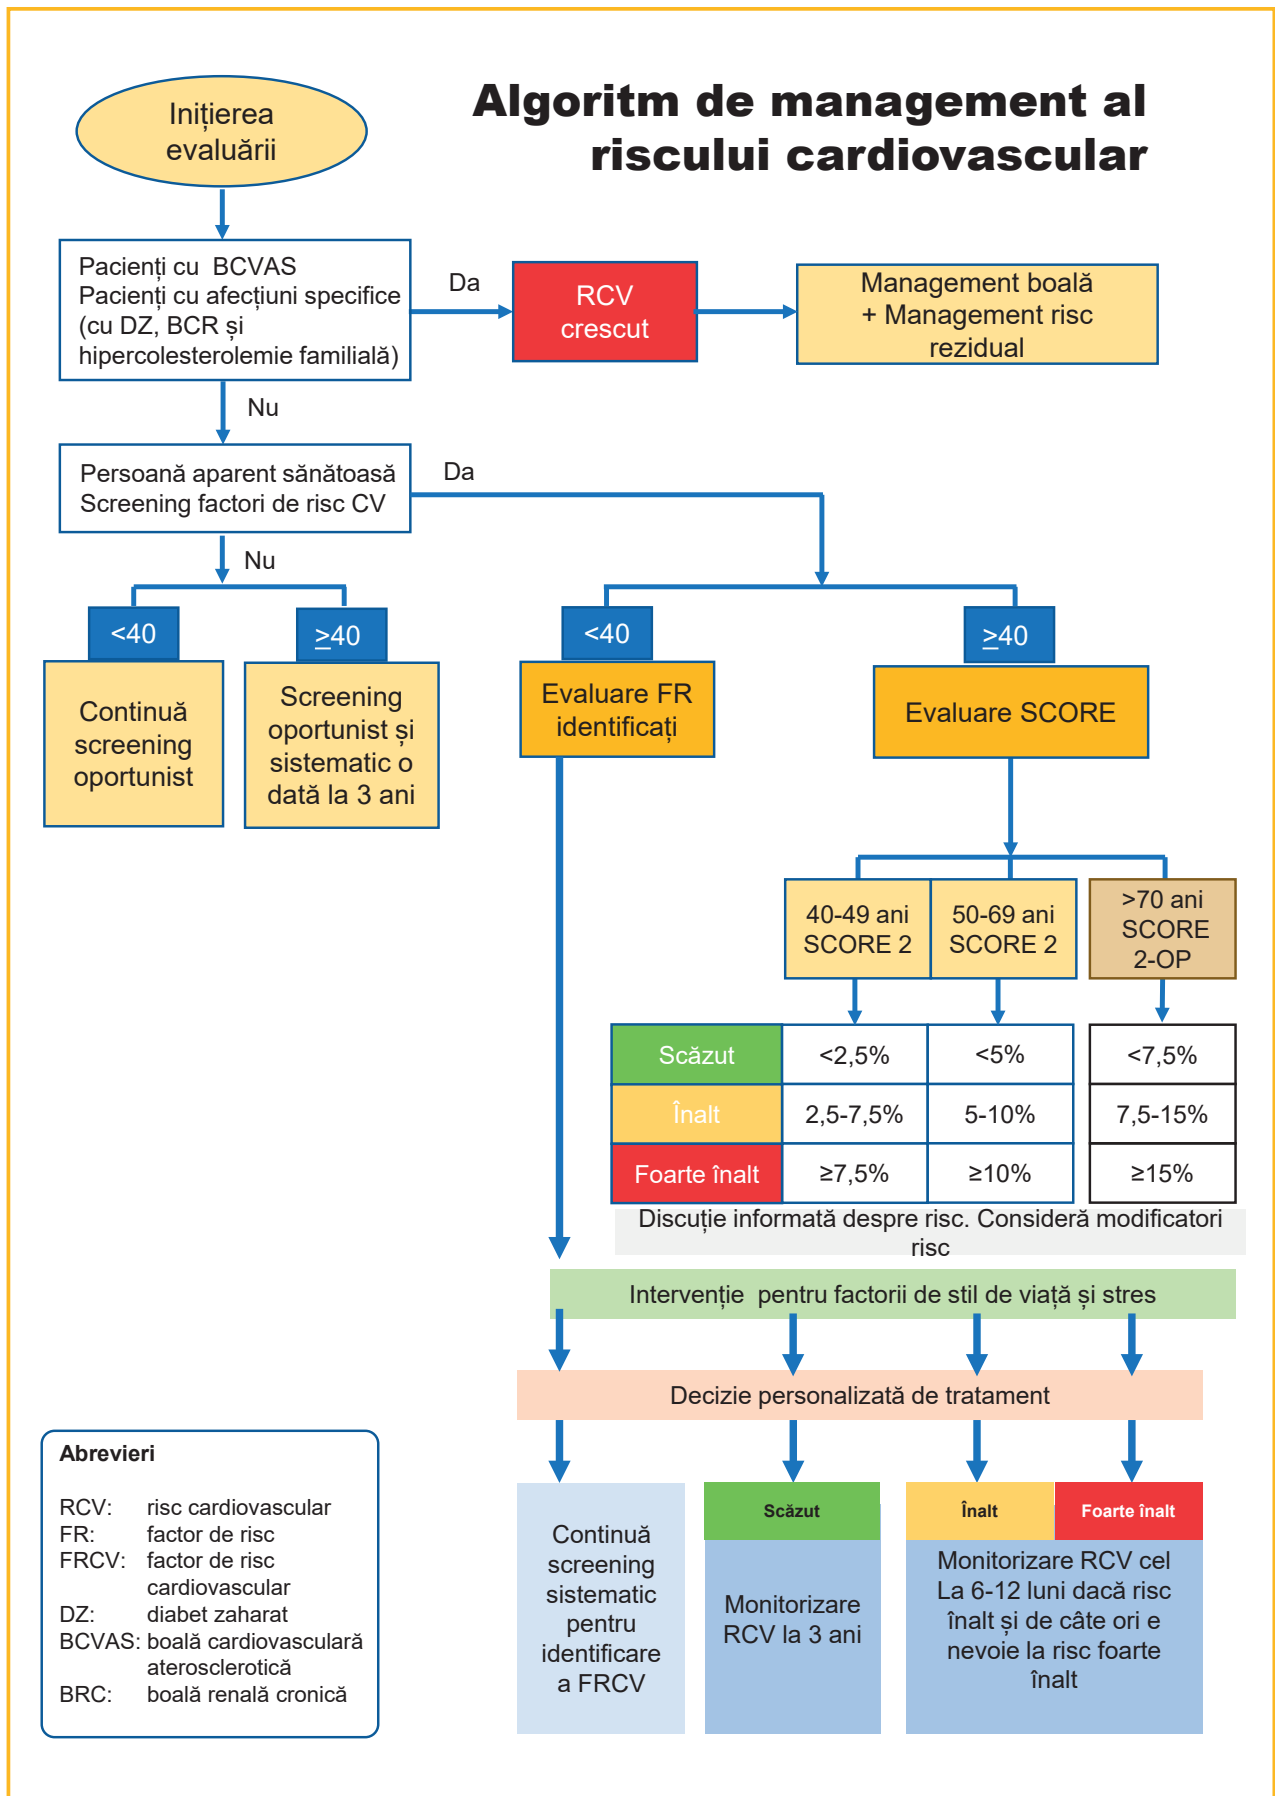 Algoritm de management al
riscului cardiovascular
Inițierea
evaluării
Pacienți cu  BCVAS
Pacienți cu afecțiuni specifice
(cu DZ, BCR și
hipercolesterolemie familială)
Da
RCV
crescut
Management boală
+ Management risc
rezidual
Nu
Persoană aparent sănătoasă
Screening factori de risc CV
Da
Nu
<40
≥40
<40
≥40
Continuă
screening
oportunist
Screening
oportunist și
sistematic o
dată la 3 ani
Evaluare FR
identificați
Evaluare SCORE
40-49 ani
SCORE 2
50-69 ani
SCORE 2
>70 ani
SCORE
2-OP
Scăzut <2,5% <5% <7,5%
Înalt 2,5-7,5% 5-10% 7,5-15%
Foarte înalt ≥7,5% ≥10% ≥15%
Discuție informată despre risc. Consideră modificatori
risc
Intervenție  pentru factorii de stil de viață și stres
Decizie personalizată de tratament
Continuă
screening
sistematic
pentru
identificare
a FRCV
Scăzut
Monitorizare
RCV la 3 ani
Înalt
Foarte înalt
Monitorizare RCV cel
La 6-12 luni dacă risc
înalt și de câte ori e
nevoie la risc foarte
înalt
Abrevieri
RCV: risc cardiovascular
FR: factor de risc
FRCV: factor de risc
cardiovascular
DZ: diabet zaharat
BCVAS: boală cardiovasculară
aterosclerotică
BRC: boală renală cronică